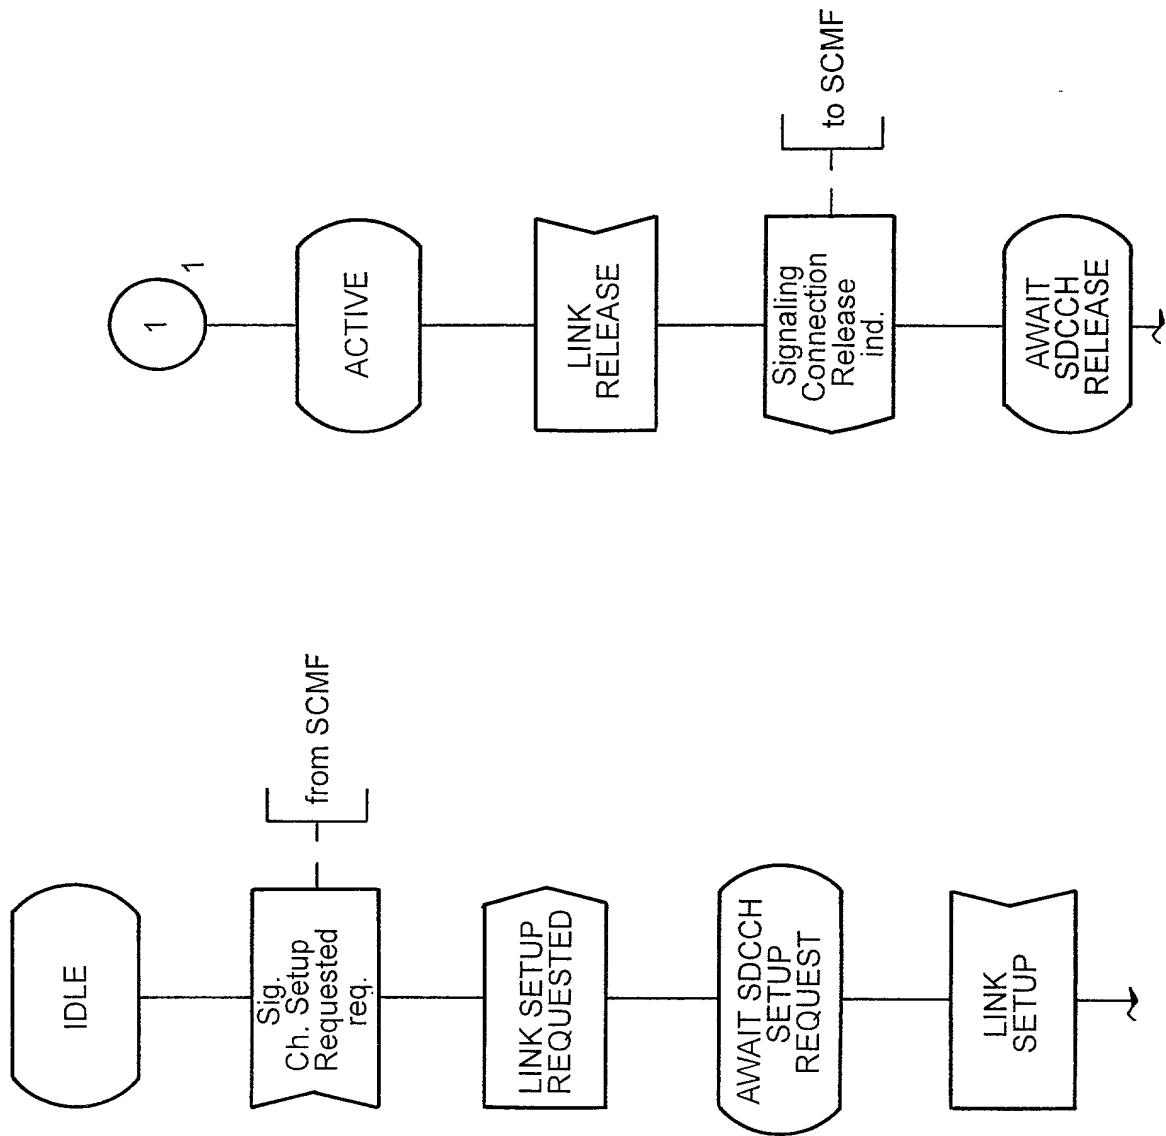 IDLE
Sig.
Ch. Setup
Requested
req.
from SCMF
LINK SETUP
REQUESTED
AWAIT SDCCH
SETUP
REQUEST
LINK
SETUP
1
1
ACTIVE
LINK
RELEASE
Signaling
Connection
Release
ind.
to SCMF
AWAIT
SDCCH
RELEASE